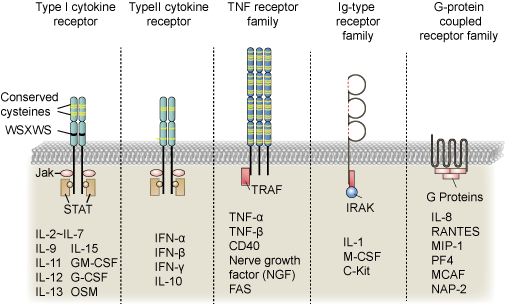 Type I cytokine
receptor
TypeII cytokine
receptor
TNF receptor
family
Ig-type
receptor
family
G-protein
coupled
receptor family
Conserved
cysteines
WSXWS
Jak
STAT
TRAF
IRAK
G Proteins
IL-2~IL-7
IL-9 IL-15
IL-11 GM-CSF
IL-12 G-CSF
IL-13 OSM
IFN-α
IFN-β
IFN-γ
IL-10
TNF-α
TNF-β
CD40
Nerve growth
factor (NGF)
FAS
IL-1
M-CSF
C-Kit
IL-8
RANTES
MIP-1
PF4
MCAF
NAP-2